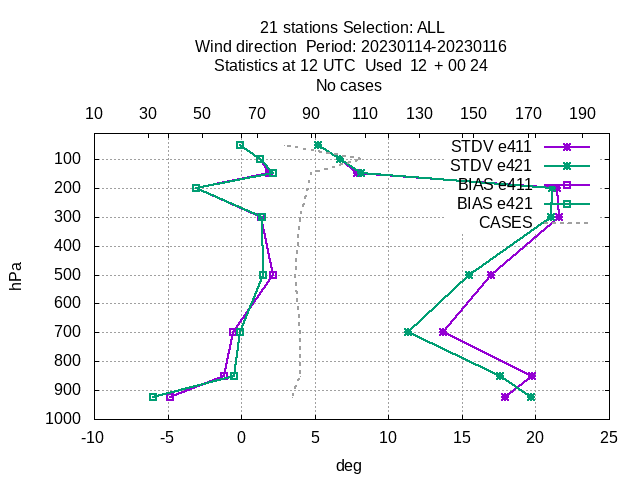 21 stations Selection: ALL
Wind direction  Period: 20230114-20230116
Statistics at 12 UTC  Used  12  + 00 24
No cases
10 30 50 70 90 110 130 150 170 190
STDV e411
STDV e421
BIAS e411
BIAS e421
CASES
100
200
300
400
500
600
700
800
900
1000
hPa
-10 -5 0 5 10 15 20 25
deg